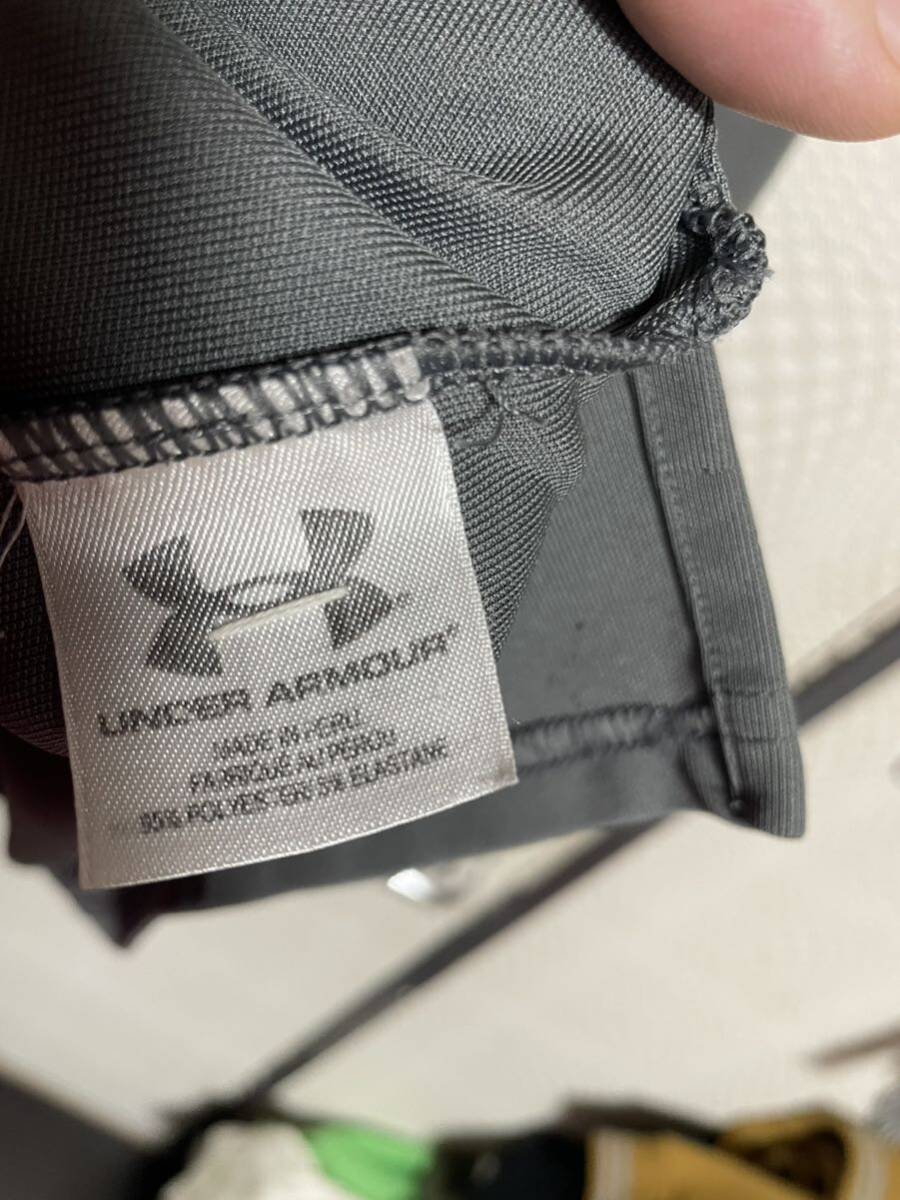 UNDER ARMOUR
MADE IN PERU
FABRIQUÉ AU PÉROU
95% POLYESTER 5% ELASTANE